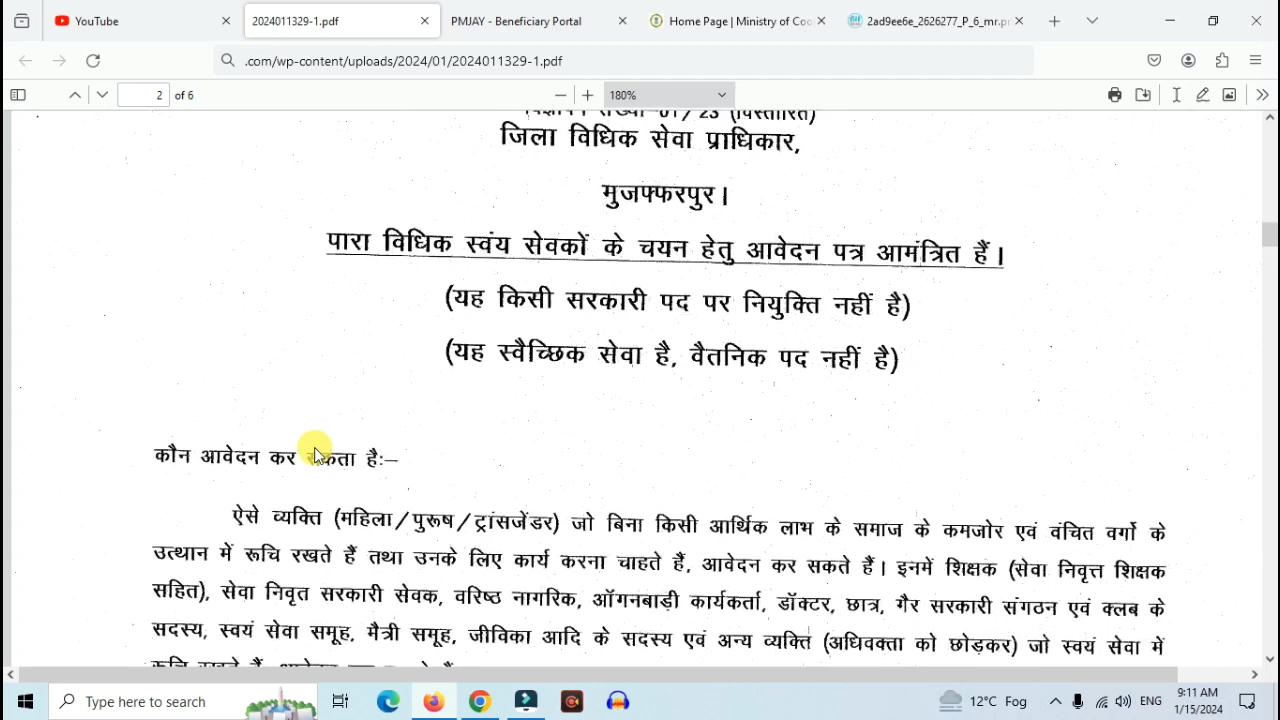 YouTube
2024011329-1.pdf
PMJAY - Beneficiary Portal
Home Page | Ministry of Coo
2ad9ee6e_2626277_P_6_mr.pr
.com/wp-content/uploads/2024/01/2024011329-1.pdf
2 of 6
180%
(विस्तारित)
जिला विधिक सेवा प्राधिकार,
मुजफ्फरपुर।
पारा विधिक स्वंय सेवकों के चयन हेतु आवेदन पत्र आमंत्रित हैं।
(यह किसी सरकारी पद पर नियुक्ति नहीं है)
(यह स्वैच्छिक सेवा है, वैतनिक पद नहीं है)
कौन आवेदन कर सकता है:–
ऐसे व्यक्ति (महिला/पुरूष/ट्रांसजेंडर) जो बिना किसी आर्थिक लाभ के समाज के कमजोर एवं वंचित वर्गो के
उत्थान में रूचि रखते हैं तथा उनके लिए कार्य करना चाहते हैं, आवेदन कर सकते हैं। इनमें शिक्षक (सेवा निवृत्त शिक्षक
सहित), सेवा निवृत सरकारी सेवक, वरिष्ठ नागरिक, ऑगनबाड़ी कार्यकर्ता, डॉक्टर, छात्र, गैर सरकारी संगठन एवं क्लब के
सदस्य, स्वयं सेवा समूह, मैत्री समूह, जीविका आदि के सदस्य एवं अन्य व्यक्ति (अधिवक्ता को छोड़कर) जो स्वयं सेवा में
Type here to search
12°C Fog
ENG
9:11 AM
1/15/2024